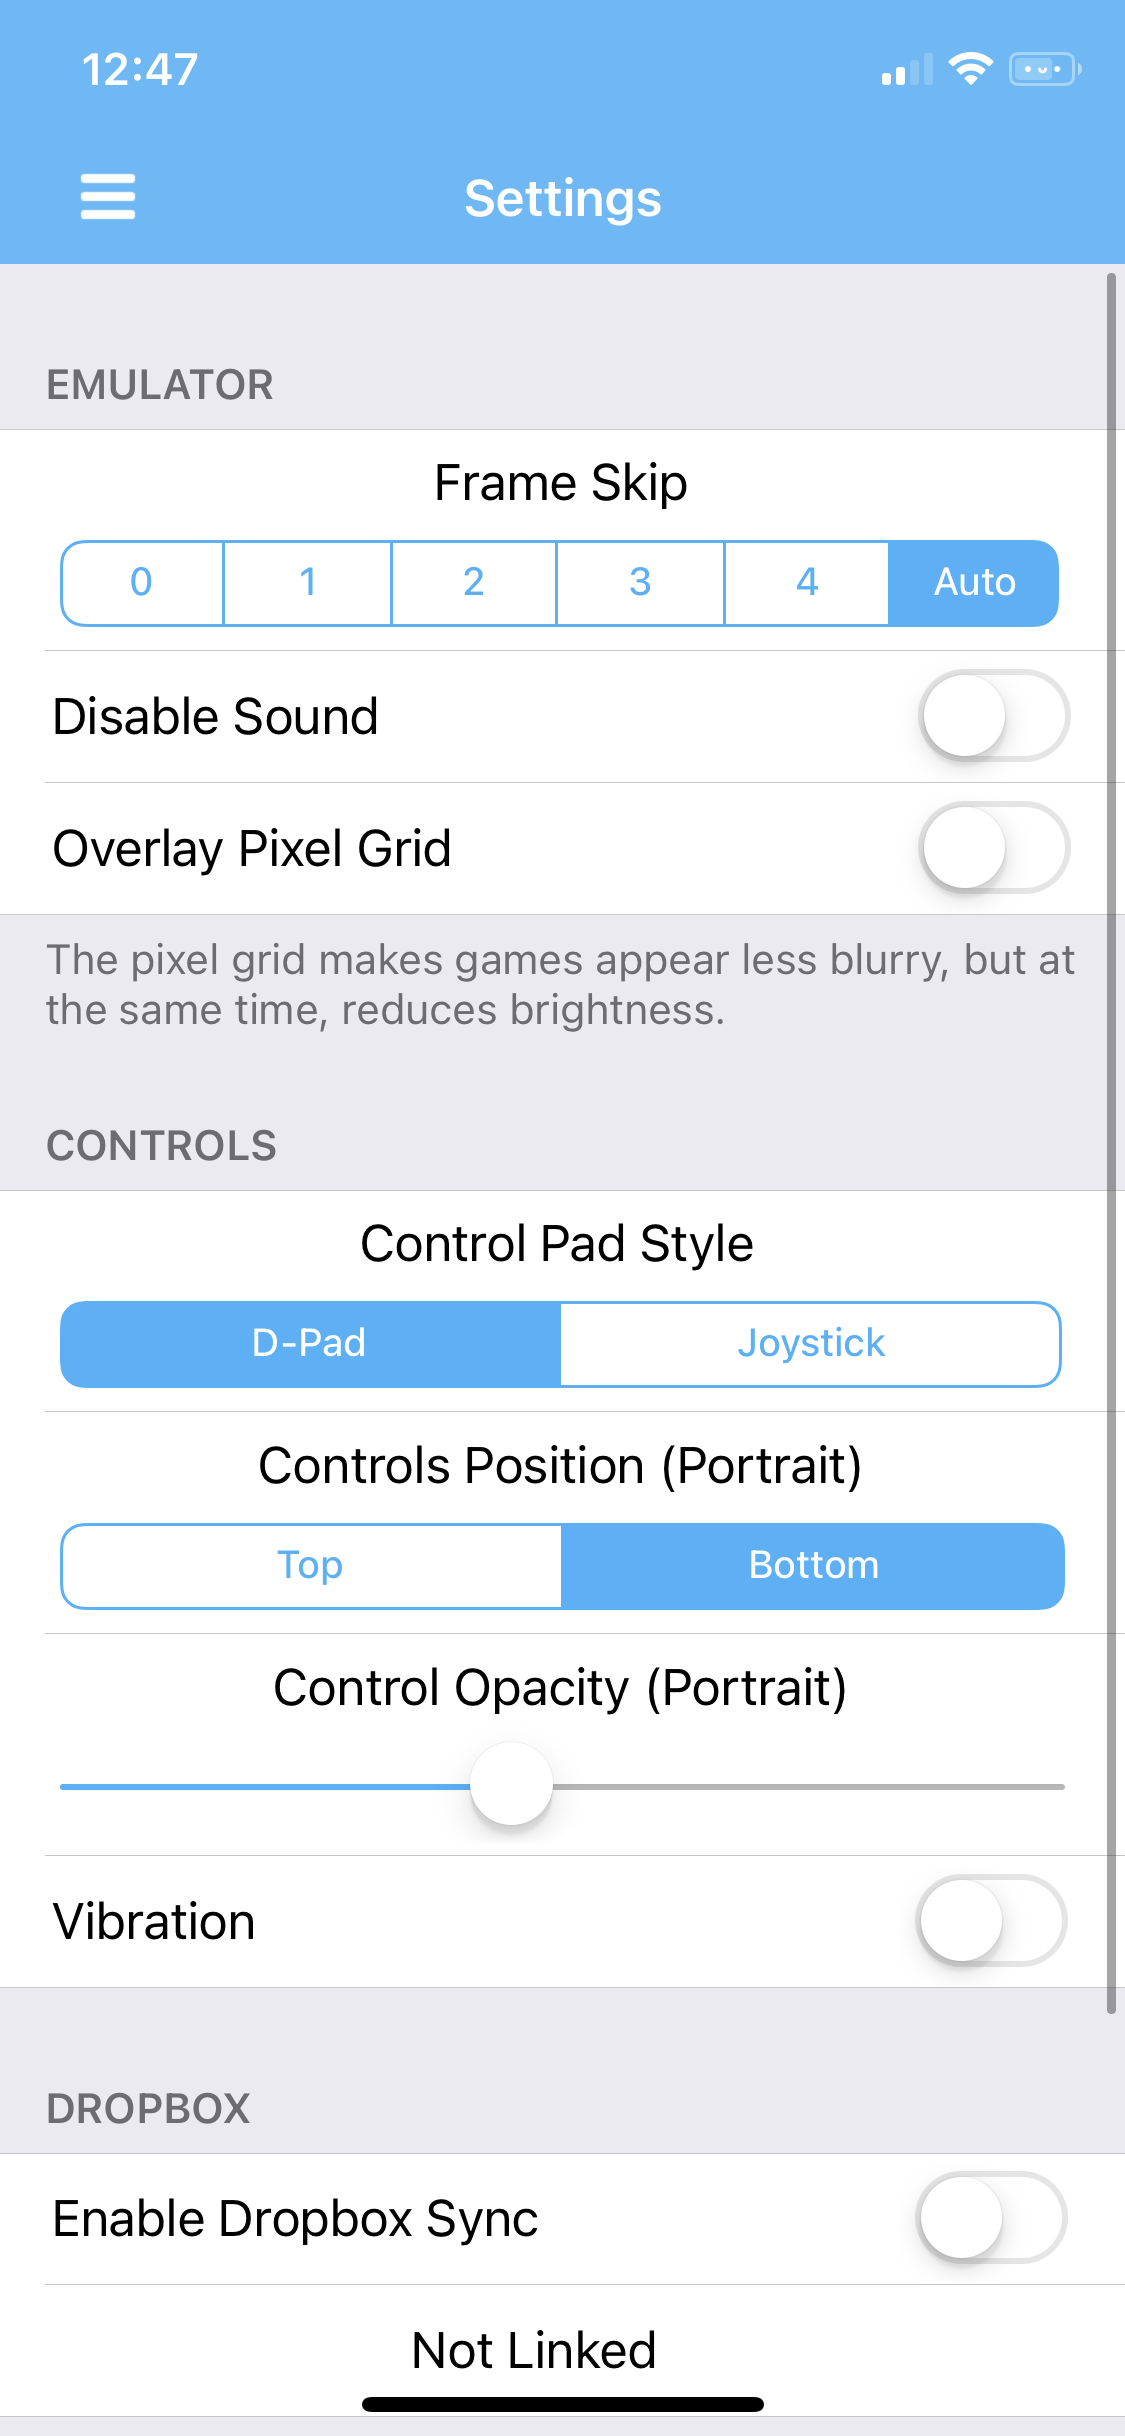 12:47
Settings
EMULATOR
Frame Skip
0 1 2 3 4 Auto
Disable Sound
Overlay Pixel Grid
The pixel grid makes games appear less blurry, but at
the same time, reduces brightness.
CONTROLS
Control Pad Style
D-Pad Joystick
Controls Position (Portrait)
Top Bottom
Control Opacity (Portrait)
Vibration
DROPBOX
Enable Dropbox Sync
Not Linked